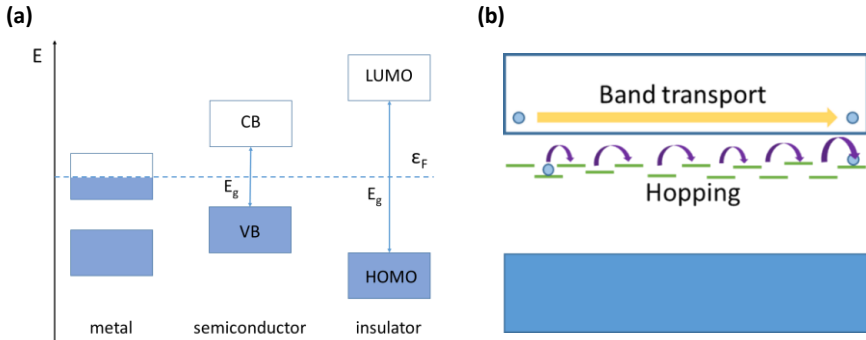 (a)
E
metal
CB
E_g
VB
semiconductor
LUMO
ε_F
E_g
HOMO
insulator
(b)
Band transport
Hopping